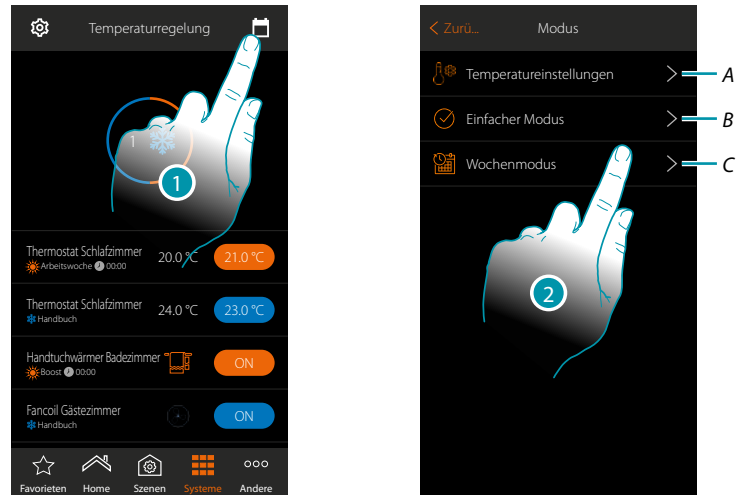 Temperaturregelung
1
1
Thermostat Schlafzimmer
Arbeitswoche 00:00
20.0 °C
21.0 °C
Thermostat Schlafzimmer
Handbuch
24.0 °C
23.0 °C
Handtuchwärmer Badezimmer
Boost 00:00
ON
Fancoil Gästezimmer
Handbuch
ON
Favorieten Home Szenen Systeme Andere
Zurü... Modus
Temperatureinstellungen
A
Einfacher Modus
B
Wochenmodus
C
2